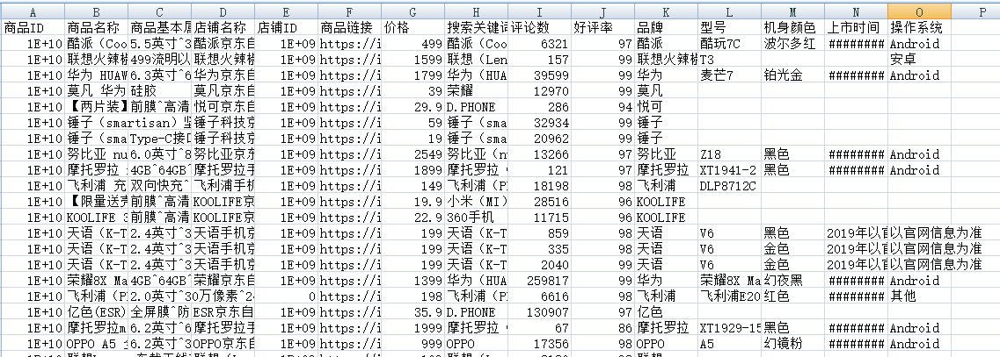 A B C D E F G H I J K L M N O P
商品ID 商品名称 商品基本属 店铺名称 店铺ID 商品链接 价格 搜索关键词 评论数 好评率 品牌 型号 机身颜色 上市时间 操作系统
1E+10 酷派（Coo 5.5英寸^3 酷派京东自 1E+09 https://i 499 酷派（Coo 6321 97 酷派 酷玩7C 波尔多红 ######## Android
1E+10 联想火辣椒 499流明以 联想火辣椒 1E+09 https://i 1599 联想（Len 157 99 联想火辣椒 T3 ######## 安卓
1E+10 华为 HUAW 6.3英寸^6 华为京东自 1E+09 https://i 1799 华为（HUA 39599 99 华为 麦芒7 铂光金 ######## Android
1E+10 莫凡 华为 硅胶 莫凡京东自 1E+09 https://i 39 荣耀 12970 99 莫凡
1E+10 【两片装】 前膜^高清 悦可京东自 1E+09 https://i 29.9 D.PHONE 286 94 悦可
1E+10 锤子（smartisan）坚 锤子科技京 1E+09 https://i 59 锤子（sma 32934 99 锤子
1E+10 锤子（sma Type-C接口 锤子科技京 1E+09 https://i 19 锤子（sma 20962 99 锤子
1E+10 努比亚 nu 6.0英寸^8 努比亚京东 1E+09 https://i 2549 努比亚（n 13266 97 努比亚 Z18 黑色 ######## Android
1E+10 摩托罗拉 4GB^64GB^ 摩托罗拉手 1E+09 https://i 1899 摩托罗拉 121 97 摩托罗拉 XT1941-2 黑色 ######## Android
1E+10 飞利浦 充 双向快充^ 飞利浦手机 1E+09 https://i 149 飞利浦（P 18198 98 飞利浦 DLP8712C
1E+10 【限量送壳 前膜^高清 KOOLIFE京 1E+09 https://i 19.9 小米（MI） 28516 96 KOOLIFE
1E+10 KOOLIFE 3 前膜^高清 KOOLIFE京 1E+09 https://i 22.9 360手机 11715 96 KOOLIFE
1E+10 天语（K-T 2.4英寸^3 天语手机京 1E+09 https://i 199 天语（K-T 859 98 天语 V6 黑色 2019年以官 以官网信息为准
1E+10 天语（K-T 2.4英寸^3 天语手机京 1E+09 https://i 199 天语（K-T 335 98 天语 V6 金色 2019年以官 以官网信息为准
1E+10 天语（K-T 2.4英寸^3 天语手机京 1E+09 https://i 199 天语（K-T 2040 99 天语 V6 金色 2019年以官 以官网信息为准
1E+10 荣耀8X Ma 4GB^64GB^ 荣耀京东自 1E+09 https://i 1399 华为（HUA 259817 99 华为 荣耀8X Ma 幻夜黑 ######## Android
1E+10 飞利浦（P 2.0英寸^30万像素^2 0 https://i 198 飞利浦（P 6616 98 飞利浦 飞利浦E20 红色 ######## 其他
1E+10 亿色(ESR) 全屏膜^防 ESR京东自 1E+09 https://i 35.9 D.PHONE 130907 97 亿色
1E+10 摩托罗拉m 6.2英寸^6 摩托罗拉手 1E+09 https://i 1999 摩托罗拉 67 86 摩托罗拉 XT1929-15 黑色 ######## Android
1E+10 OPPO A5 6.2英寸^3 OPPO京东自 1E+09 https://i 999 OPPO 17356 98 OPPO A5 幻镜粉 ######## Android